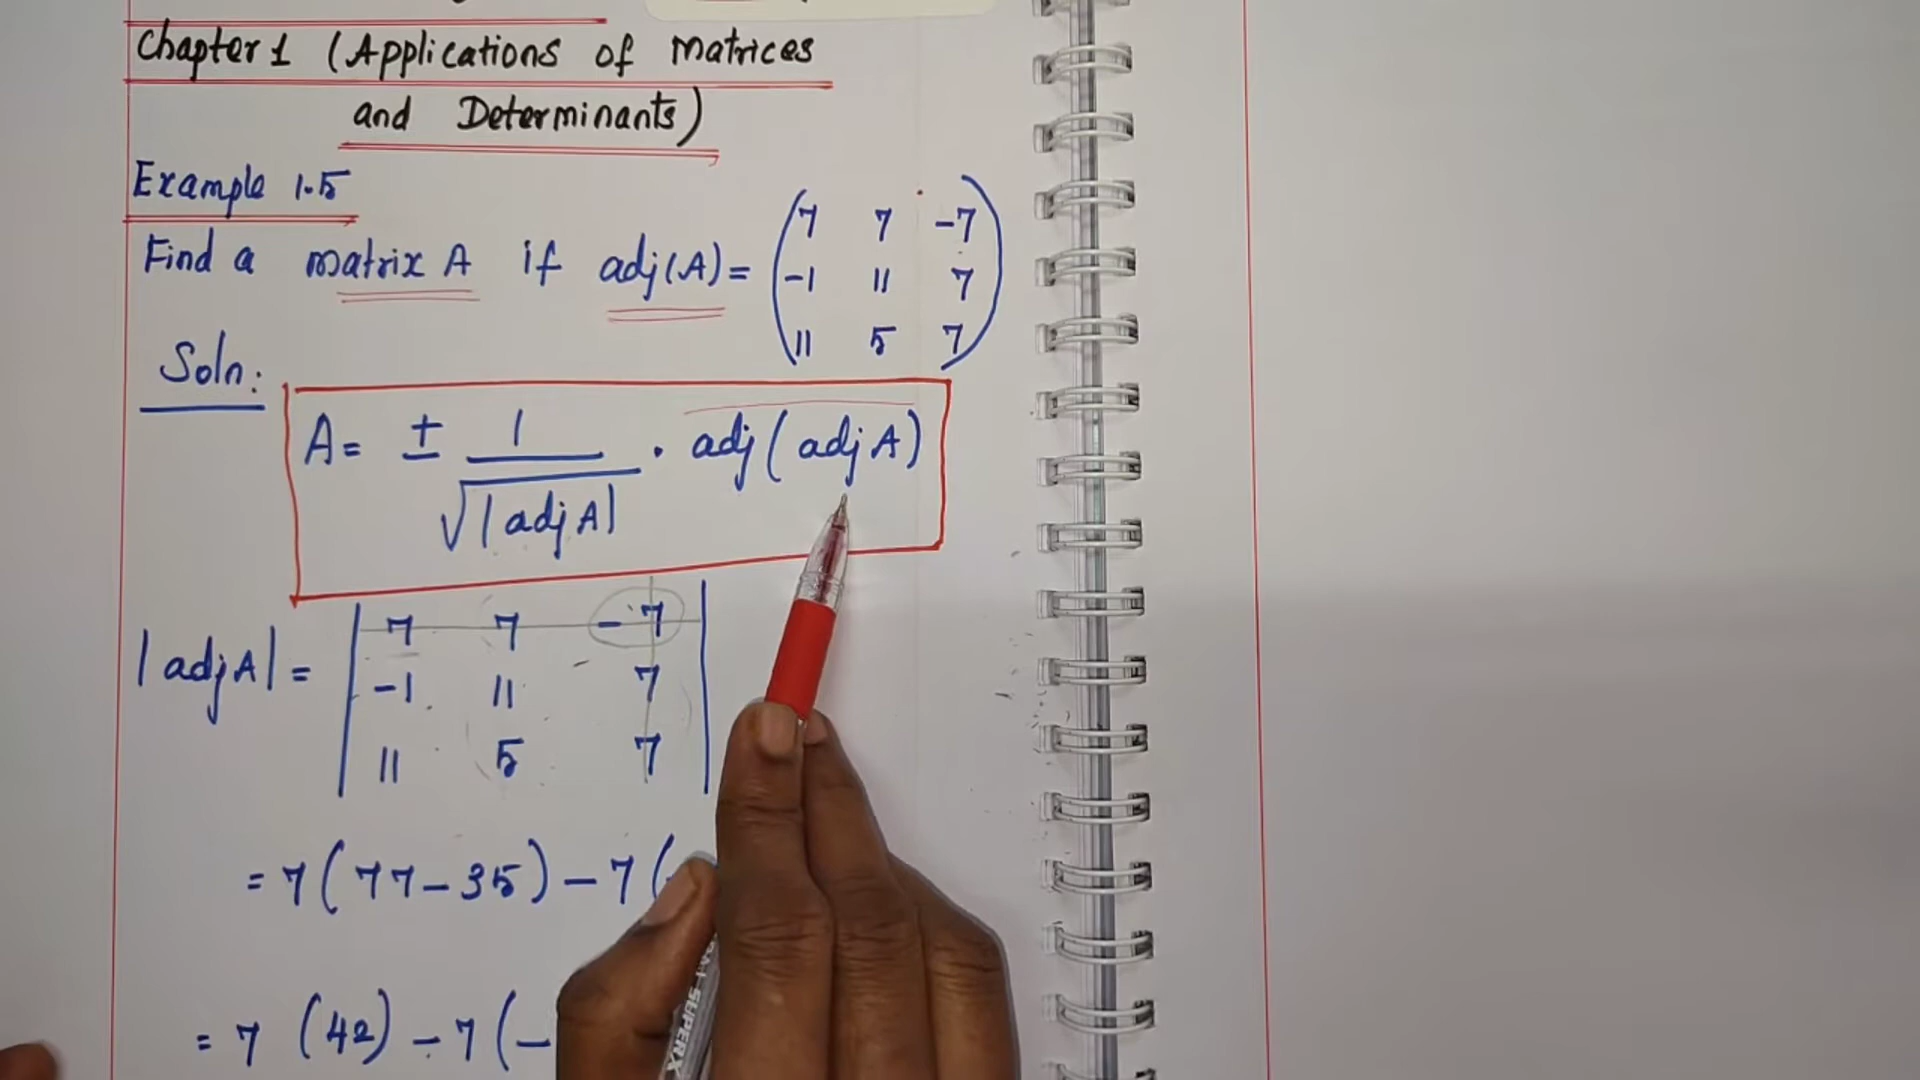 Chapter 1 (Applications of Matrices
and Determinants)
Example 1.5
Find a matrix A if adj(A) = ( 7 7 -7
-1 11 7
11 5 7 )
Soln:
A = ± 1 / √|adj A| . adj (adj A)
|adj A| = | 7 7 -7 |
| -1 11 7 |
| 11 5 7 |
= 7 (77 - 35) - 7 (
= 7 (42) - 7 (-